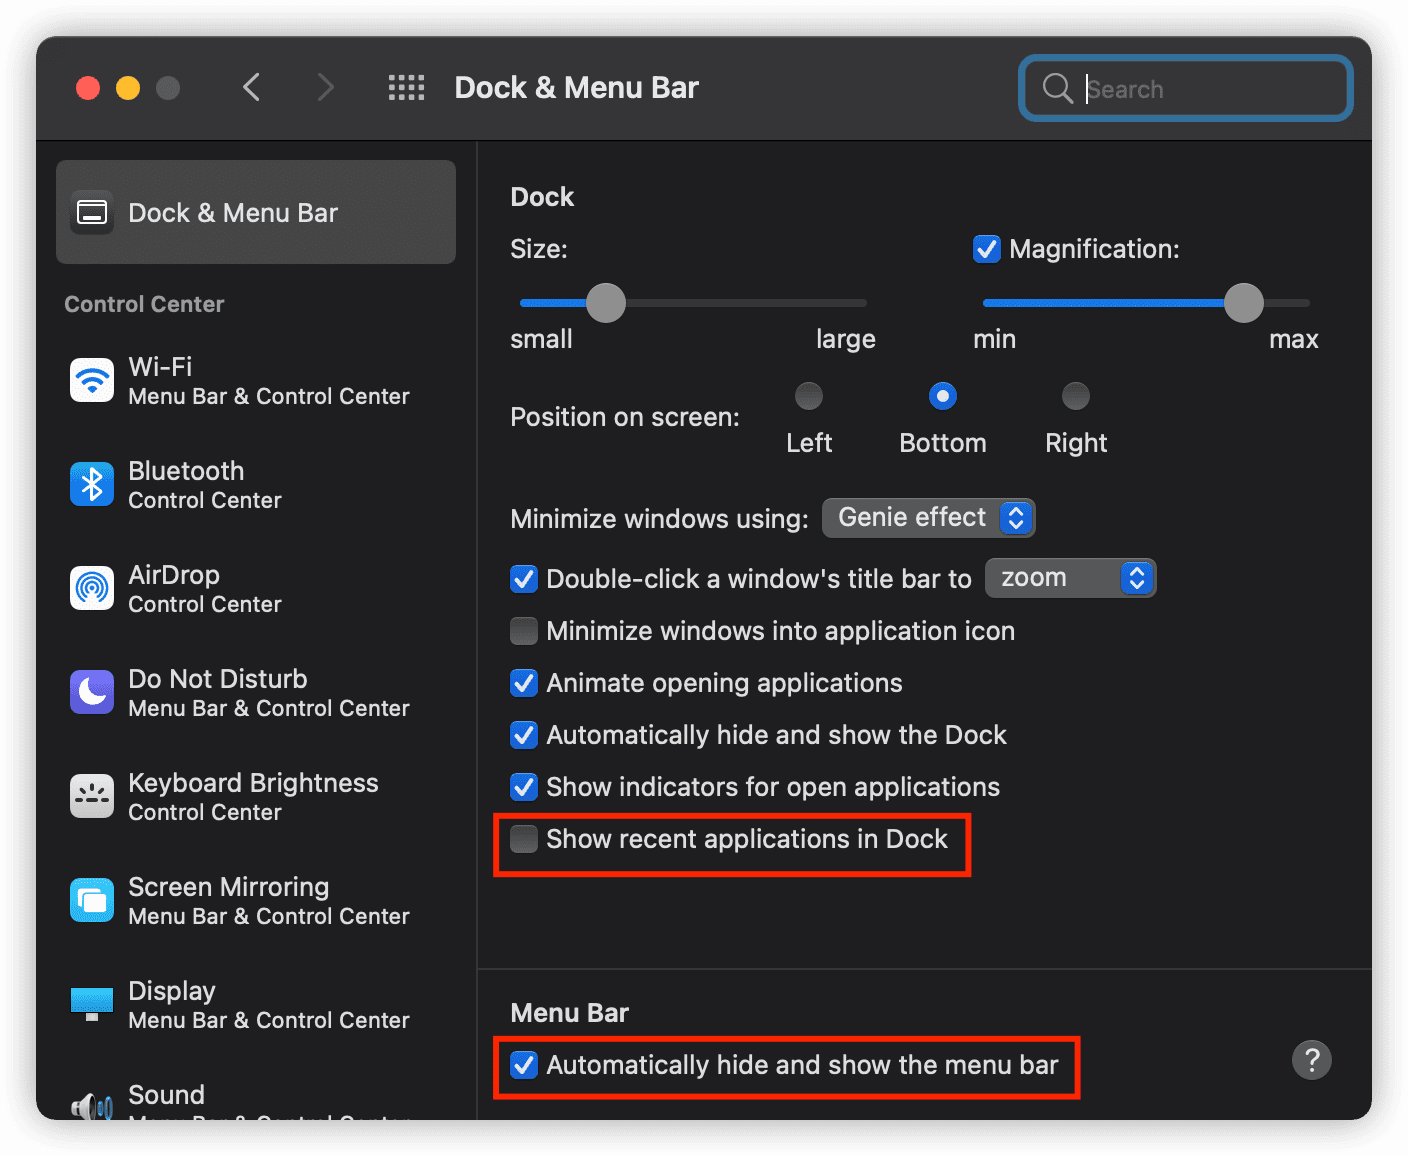 Dock & Menu Bar
Search
Dock & Menu Bar
Control Center
Wi-Fi
Menu Bar & Control Center
Bluetooth
Control Center
AirDrop
Control Center
Do Not Disturb
Menu Bar & Control Center
Keyboard Brightness
Control Center
Screen Mirroring
Menu Bar & Control Center
Display
Menu Bar & Control Center
Sound
Menu Bar & Control Center
Dock
Size:
Magnification:
small large
min max
Position on screen:
Left Bottom Right
Minimize windows using: Genie effect
Double-click a window's title bar to zoom
Minimize windows into application icon
Animate opening applications
Automatically hide and show the Dock
Show indicators for open applications
Show recent applications in Dock
Menu Bar
Automatically hide and show the menu bar
?